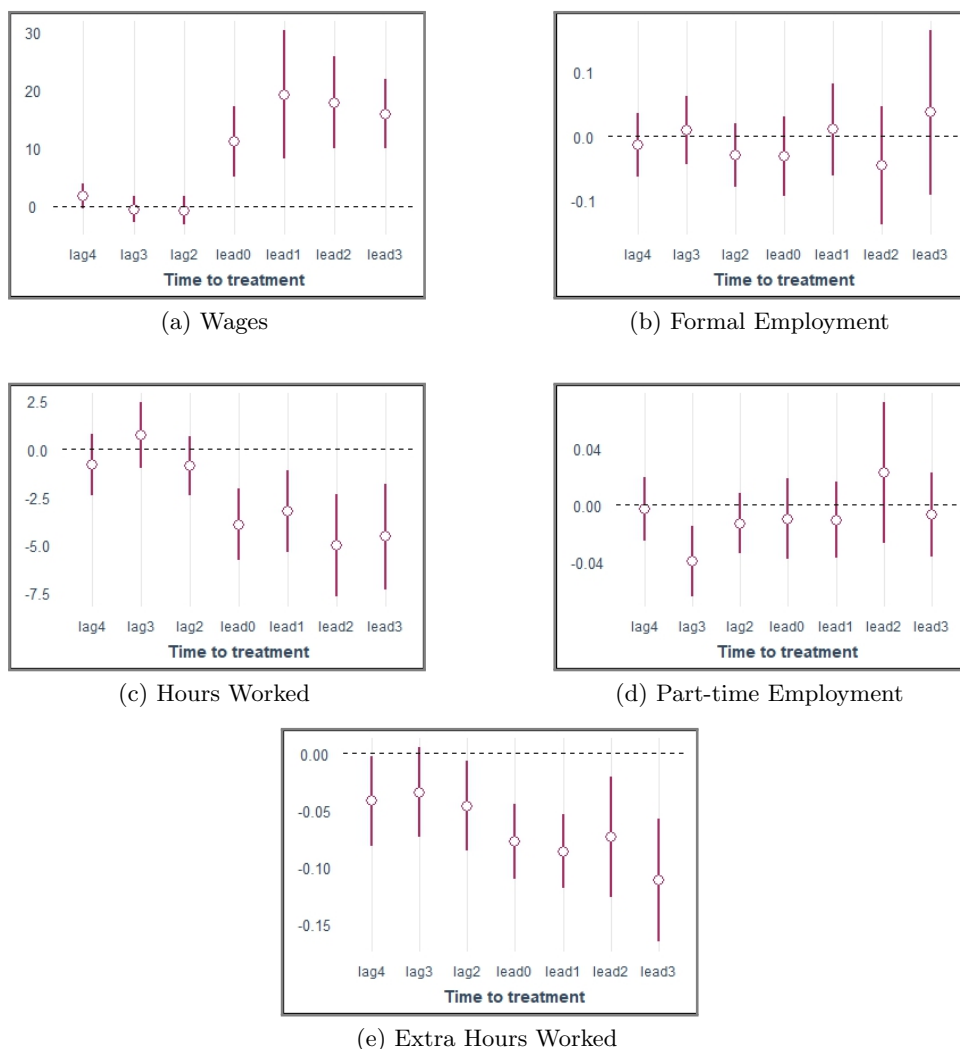 30
20
10
0
lag4 lag3 lag2 lead0 lead1 lead2 lead3
Time to treatment
(a) Wages
0.1
0.0
-0.1
lag4 lag3 lag2 lead0 lead1 lead2 lead3
Time to treatment
(b) Formal Employment
2.5
0.0
-2.5
-5.0
-7.5
lag4 lag3 lag2 lead0 lead1 lead2 lead3
Time to treatment
(c) Hours Worked
0.04
0.00
-0.04
lag4 lag3 lag2 lead0 lead1 lead2 lead3
Time to treatment
(d) Part-time Employment
0.00
-0.05
-0.10
-0.15
lag4 lag3 lag2 lead0 lead1 lead2 lead3
Time to treatment
(e) Extra Hours Worked